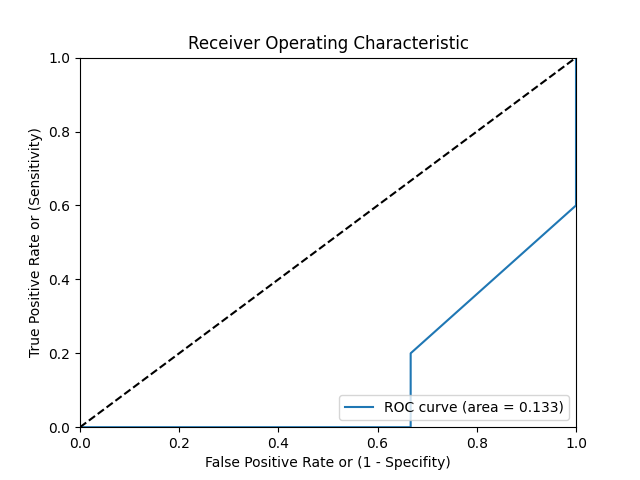 Receiver Operating Characteristic
True Positive Rate or (Sensitivity)
1.0
0.8
0.6
0.4
0.2
0.0
ROC curve (area = 0.133)
0.0 0.2 0.4 0.6 0.8 1.0
False Positive Rate or (1 - Specifity)